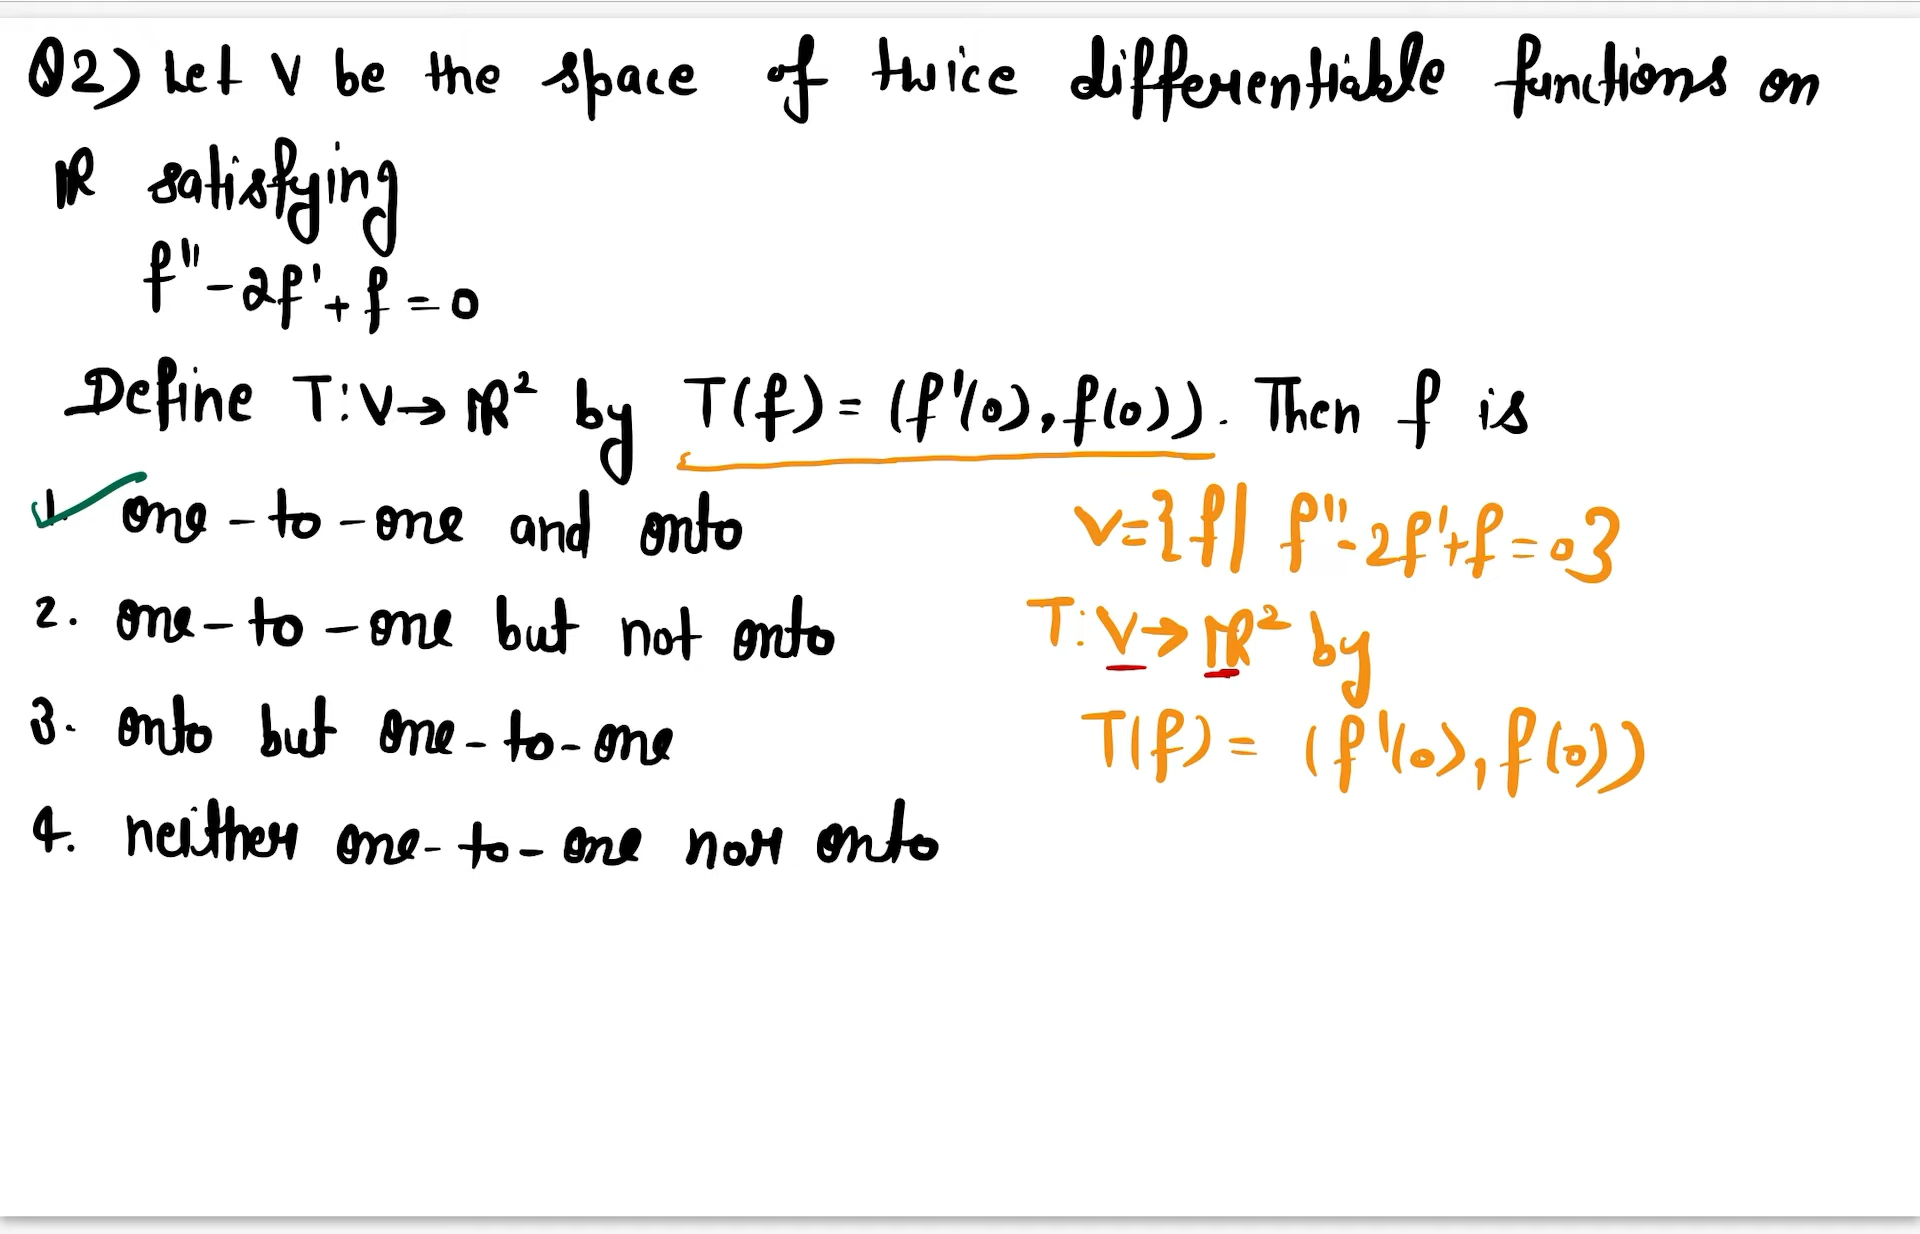 Q2) Let V be the space of twice differentiable functions on
ℝ satisfying
f'' - 2f' + f = 0
Define T: V → ℝ² by T(f) = (f'(0), f(0)). Then f is
1. one-to-one and onto
2. one-to-one but not onto
3. onto but one-to-one
4. neither one-to-one nor onto
V = {f | f'' - 2f' + f = 0}
T: V → ℝ² by
T(f) = (f'(0), f(0))